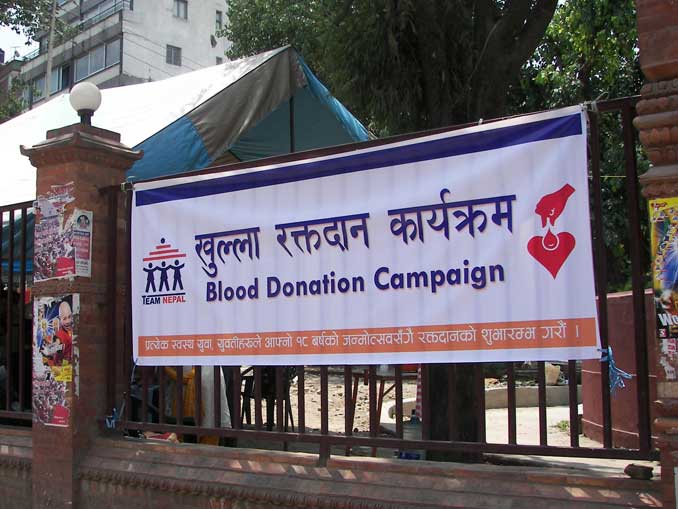 खुल्ला रक्तदान कार्यक्रम
Blood Donation Campaign
TEAM NEPAL
प्रत्येक स्वस्थ युवा, युवतीहरूले आफ्नो १८ बर्षको जन्मोत्सवसँगै रक्तदानको शुभारम्भ गरौं ।